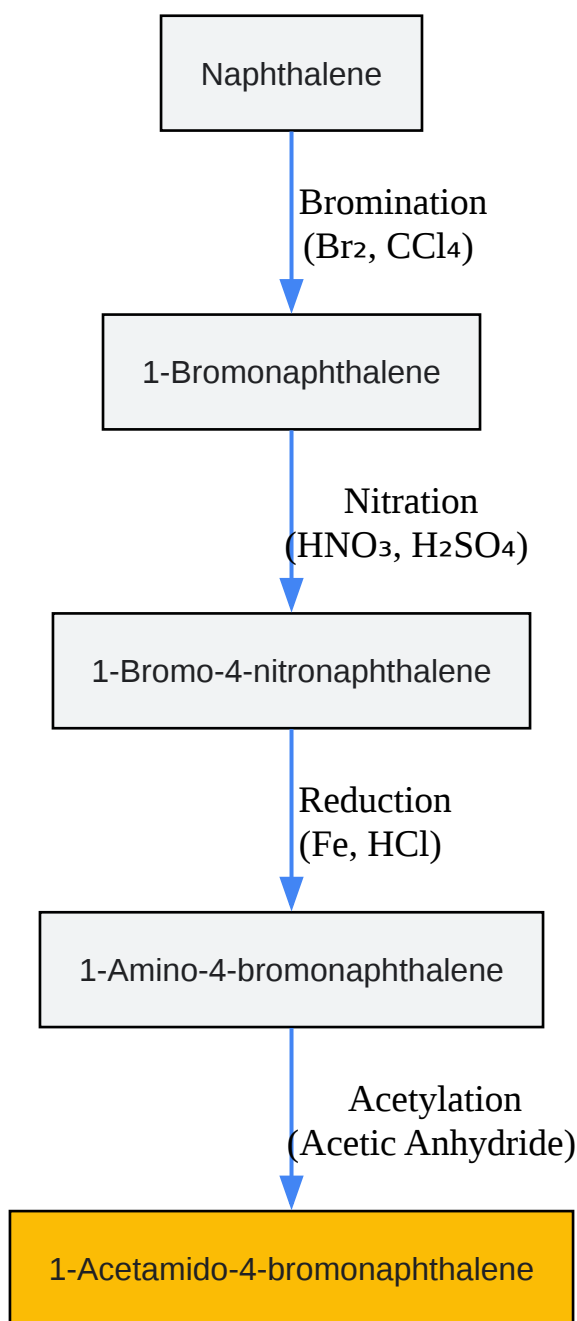 Naphthalene
Bromination
(Br₂, CCl₄)
1-Bromonaphthalene
Nitration
(HNO₃, H₂SO₄)
1-Bromo-4-nitronaphthalene
Reduction
(Fe, HCl)
1-Amino-4-bromonaphthalene
Acetylation
(Acetic Anhydride)
1-Acetamido-4-bromonaphthalene